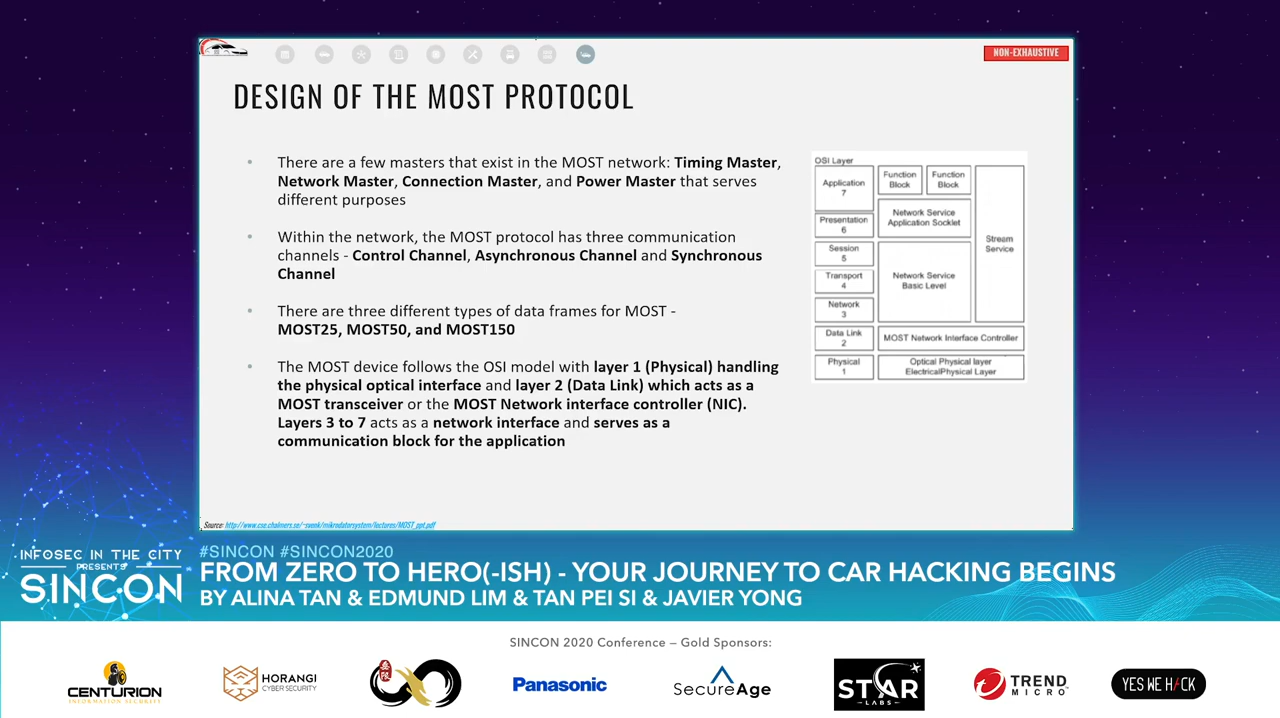 NON-EXHAUSTIVE
DESIGN OF THE MOST PROTOCOL
There are a few masters that exist in the MOST network: Timing Master,
Network Master, Connection Master, and Power Master that serves
different purposes
Within the network, the MOST protocol has three communication
channels - Control Channel, Asynchronous Channel and Synchronous
Channel
There are three different types of data frames for MOST -
MOST25, MOST50, and MOST150
The MOST device follows the OSI model with layer 1 (Physical) handling
the physical optical interface and layer 2 (Data Link) which acts as a
MOST transceiver or the MOST Network interface controller (NIC).
Layers 3 to 7 acts as a network interface and serves as a
communication block for the application
OSI Layer
Application
7
Function
Block
Function
Block
Presentation
6
Network Service
Application Socklet
Session
5
Transport
4
Network
3
Network Service
Basic Level
Stream
Service
Data Link
2
MOST Network Interface Controller
Physical
1
Optical Physical layer
ElectricalPhysical Layer
Source: http://www.cse.chalmers.se/~svenk/mikrodatorsystem/lectures/MOST_ppt.pdf
INFOSEC IN THE CITY
PRESENTS
SINCON
#SINCON #SINCON2020
FROM ZERO TO HERO(-ISH) - YOUR JOURNEY TO CAR HACKING BEGINS
BY ALINA TAN & EDMUND LIM & TAN PEI SI & JAVIER YONG
SINCON 2020 Conference – Gold Sponsors:
CENTURION
INFORMATION SECURITY
HORANGI
CYBER SECURITY
Panasonic
SecureAge
STAR
LABS
TREND
MICRO
YES WE H/CK